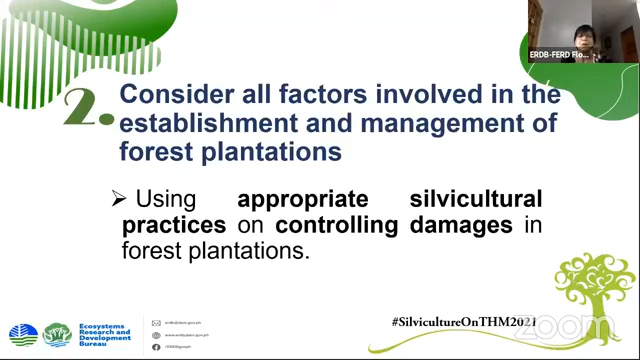 ERDB-FERD Flo...
2.
Consider all factors involved in the
establishment and management of
forest plantations
➢ Using appropriate silvicultural
practices on controlling damages in
forest plantations.
Ecosystems
Research and
Development
Bureau
#SilvicultureOnTHM2021
zoom